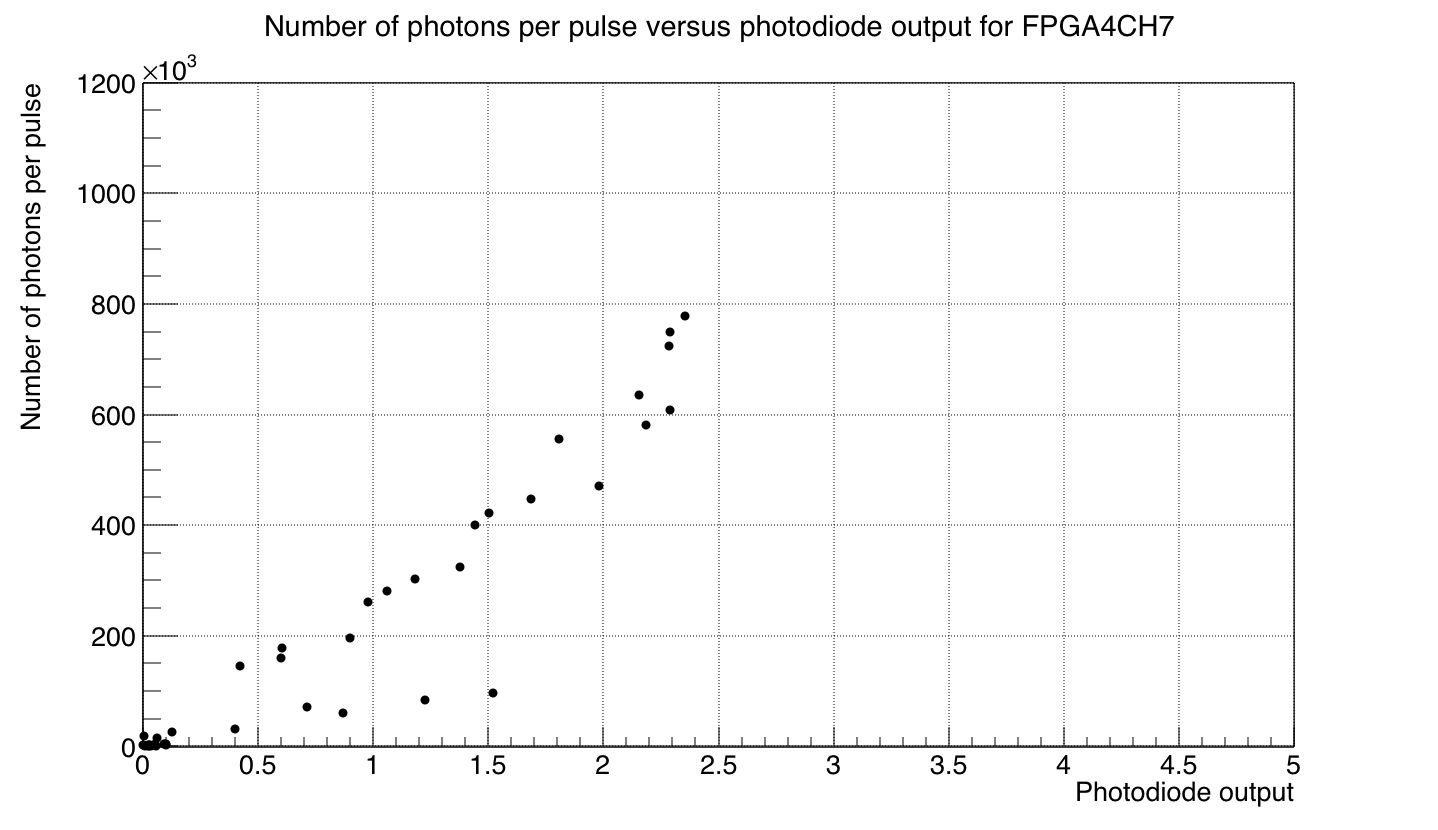 Number of photons per pulse versus photodiode output for FPGA4CH7
×10³
Number of photons per pulse
1200
1000
800
600
400
200
0
0 0.5 1 1.5 2 2.5 3 3.5 4 4.5 5
Photodiode output